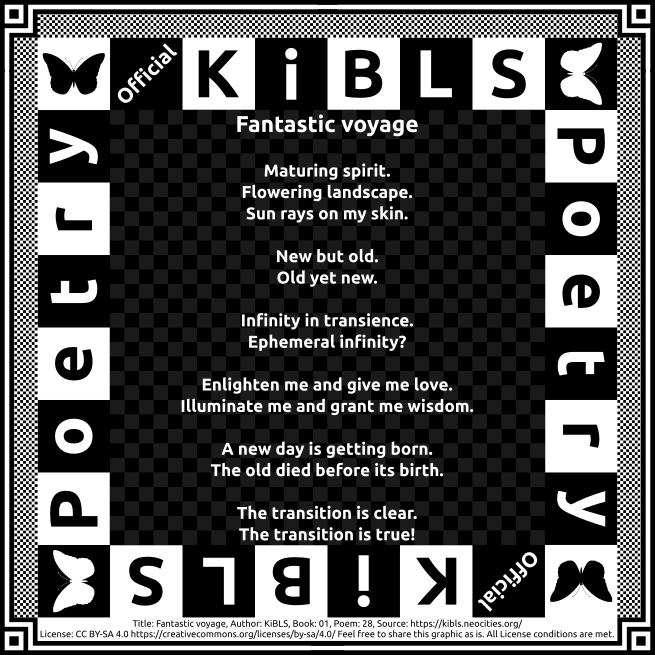 Official KiBLS
Poetry
Poetry
Fantastic voyage
Maturing spirit.
Flowering landscape.
Sun rays on my skin.
New but old.
Old yet new.
Infinity in transience.
Ephemeral infinity?
Enlighten me and give me love.
Illuminate me and grant me wisdom.
A new day is getting born.
The old died before its birth.
The transition is clear.
The transition is true!
Official KiBLS
Title: Fantastic voyage, Author: KiBLS, Book: 01, Poem: 28, Source: https://kibls.neocities.org/
License: CC BY-SA 4.0 https://creativecommons.org/licenses/by-sa/4.0/ Feel free to share this graphic as is. All License conditions are met.